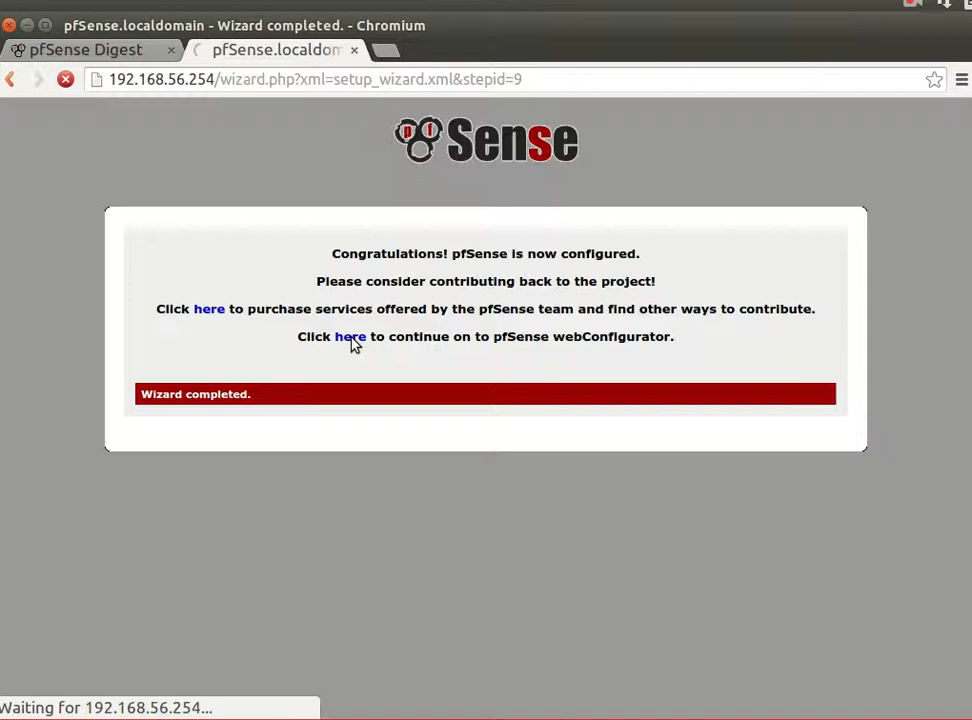 pfSense.localdomain - Wizard completed. - Chromium
pfSense Digest
pfSense.localdom
192.168.56.254/wizard.php?xml=setup_wizard.xml&stepid=9
pf Sense
Congratulations! pfSense is now configured.
Please consider contributing back to the project!
Click here to purchase services offered by the pfSense team and find other ways to contribute.
Click here to continue on to pfSense webConfigurator.
Wizard completed.
Waiting for 192.168.56.254...